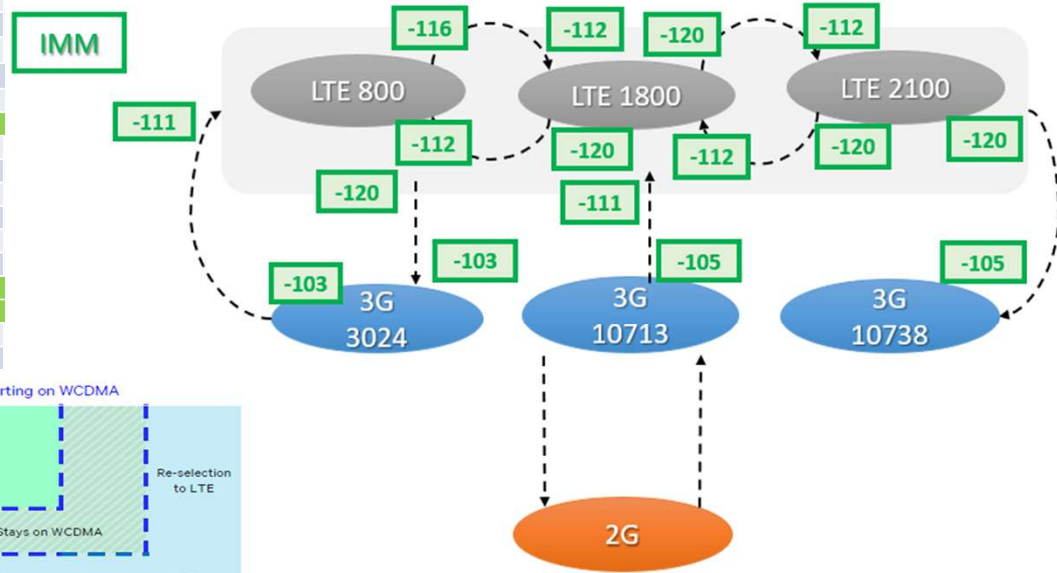 IMM
-116
-112
-120
-112
LTE 800
LTE 1800
LTE 2100
-111
-112
-120
-112
-120
-120
-120
-111
-103
-103
-105
-105
3G
3024
3G
10713
3G
10738
rting on WCDMA
Re-selection
to LTE
Stays on WCDMA
2G